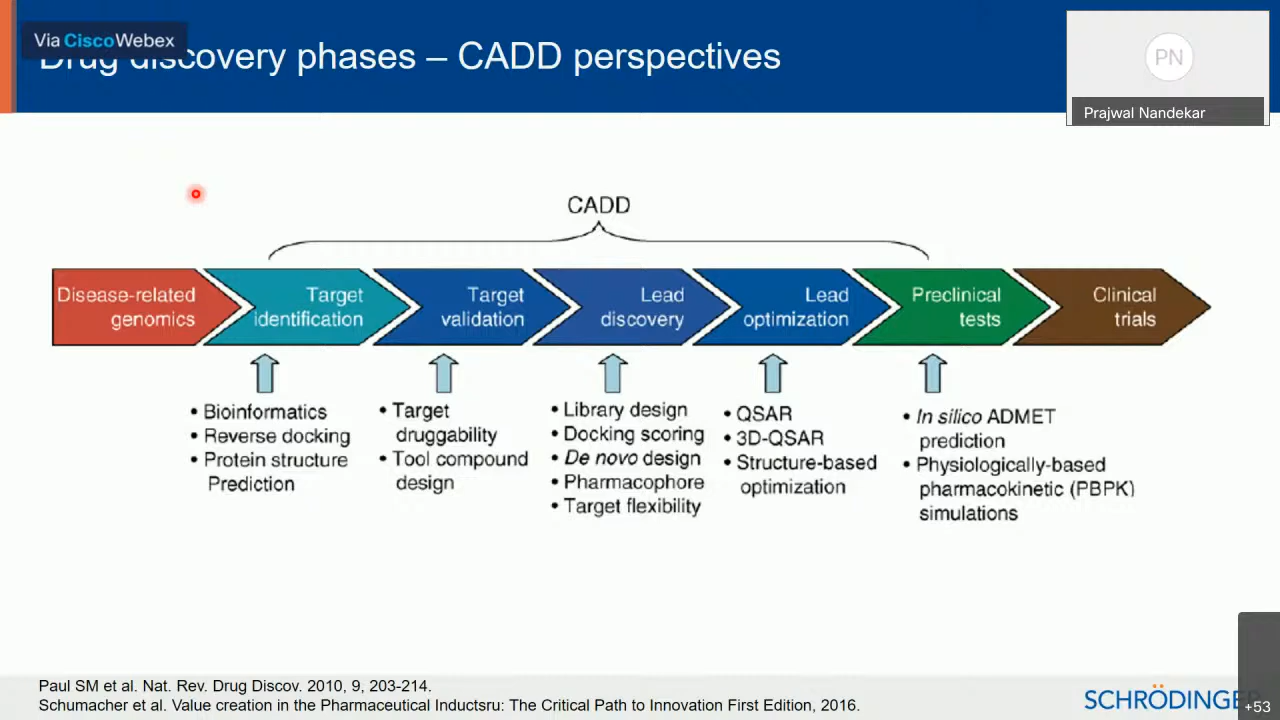 Via Cisco Webex
Drug discovery phases – CADD perspectives
PN
Prajwal Nandekar
CADD
Disease-related
genomics
Target
identification
Target
validation
Lead
discovery
Lead
optimization
Preclinical
tests
Clinical
trials
• Bioinformatics
• Reverse docking
• Protein structure
Prediction
• Target
druggability
• Tool compound
design
• Library design
• Docking scoring
• De novo design
• Pharmacophore
• Target flexibility
• QSAR
• 3D-QSAR
• Structure-based
optimization
• In silico ADMET
prediction
• Physiologically-based
pharmacokinetic (PBPK)
simulations
Paul SM et al. Nat. Rev. Drug Discov. 2010, 9, 203-214.
Schumacher et al. Value creation in the Pharmaceutical Inductsru: The Critical Path to Innovation First Edition, 2016.
SCHRÖDINGER
+53